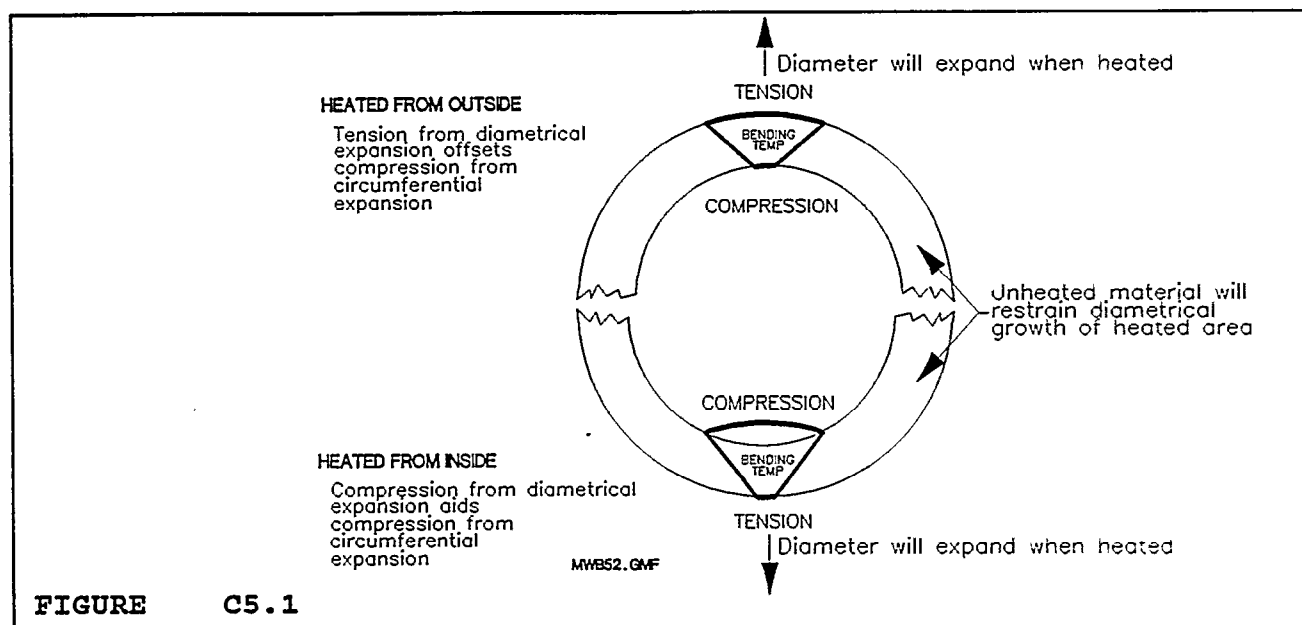 Diameter will expand when heated
TENSION
HEATED FROM OUTSIDE
Tension from diametrical
expansion offsets
compression from
circumferential
expansion
BENDING
TEMP
COMPRESSION
Unheated material will
restrain diametrical
growth of heated area
COMPRESSION
HEATED FROM INSIDE
BENDING
TEMP
Compression from diametrical
expansion aids
compression from
circumferential
expansion
TENSION
Diameter will expand when heated
MWB52.GMF
FIGURE C5.1